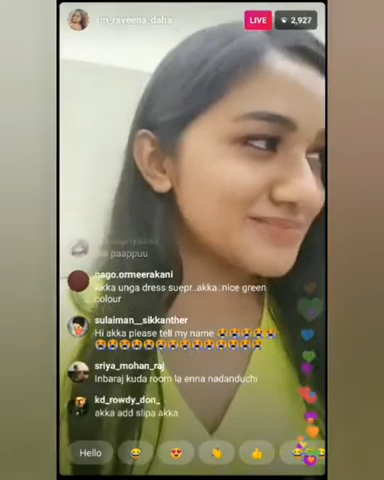 im_raveena_daha LIVE 2,927
paappuu
nago.ormeerakani
akka unga dress suepr..akka..nice green
colour
sulaiman__sikkanther
Hi akka please tell my name
sriya_mohan_raj
Inbaraj kuda room la enna nadanduchi
kd_rowdy_don_
akka add slipa akka
Hello